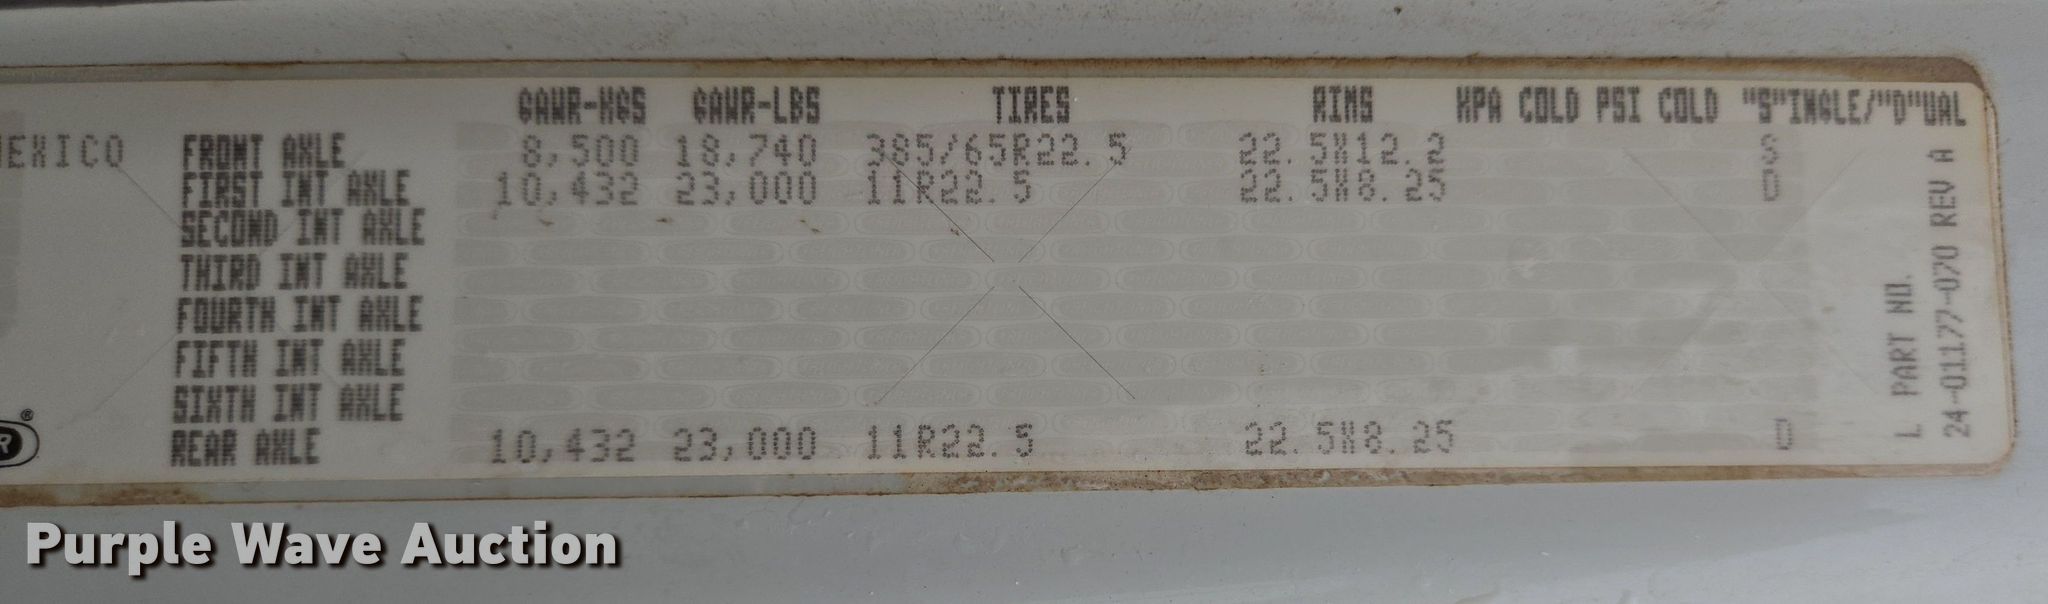 GAWR-KGS GAWR-LBS TIRES RIMS KPA COLD PSI COLD "S"INGLE/"D"UAL
MEXICO
FRONT AXLE 8,500 18,740 385/65R22.5 22.5X12.2 S
FIRST INT AXLE 10,432 23,000 11R22.5 22.5X8.25 D
SECOND INT AXLE
THIRD INT AXLE
FOURTH INT AXLE
FIFTH INT AXLE
SIXTH INT AXLE
REAR AXLE 10,432 23,000 11R22.5 22.5X8.25 D
PART NO.
24-01177-070 REV A
R®
Purple Wave Auction